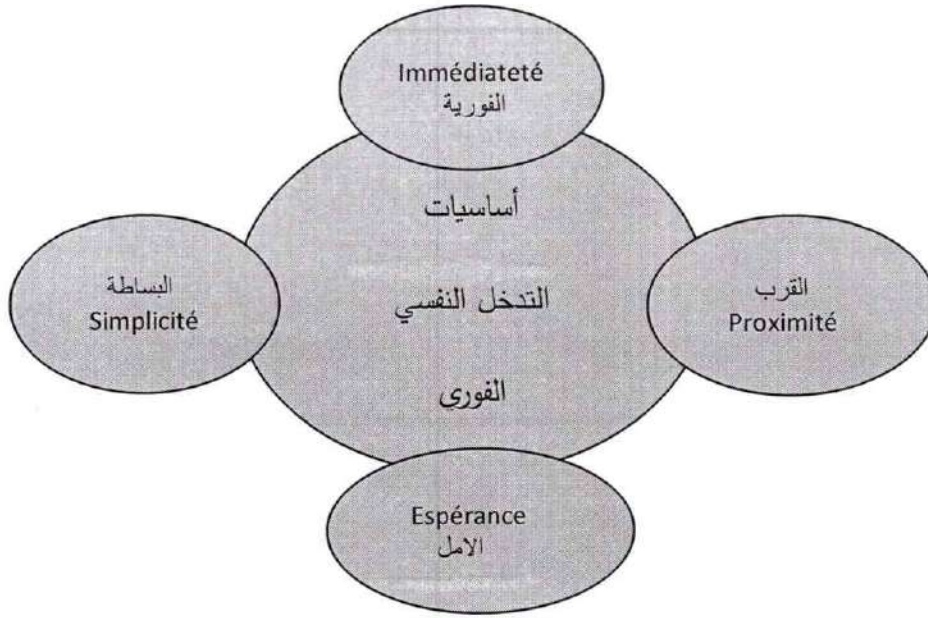 Immédiateté
الفورية
أساسيات
التدخل النفسي
الفوري
القرب
Proximité
البساطة
Simplicité
Espérance
الامل